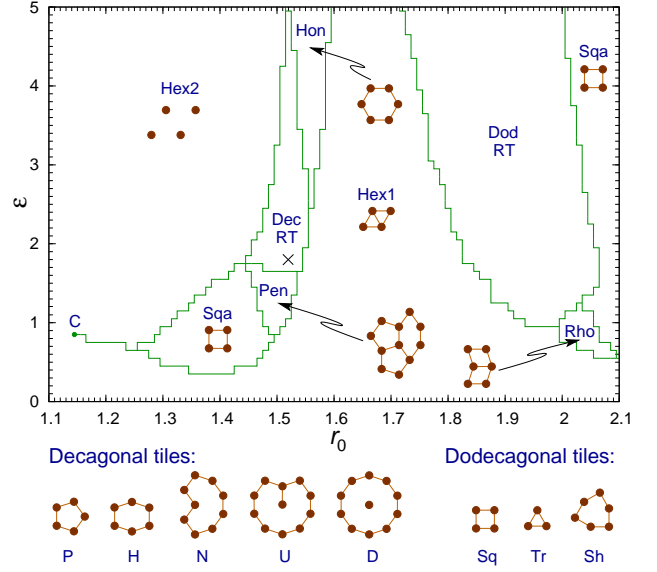 5
4
3
2
1
0
ε
1.1
1.2
1.3
1.4
1.5
1.6
1.7
1.8
1.9
2
2.1
r0
Hon
Sqa
Hex2
Dod
RT
Hex1
Dec
RT
Pen
C
Sqa
Rho
Decagonal tiles:
Dodecagonal tiles:
P H N U D Sq Tr Sh